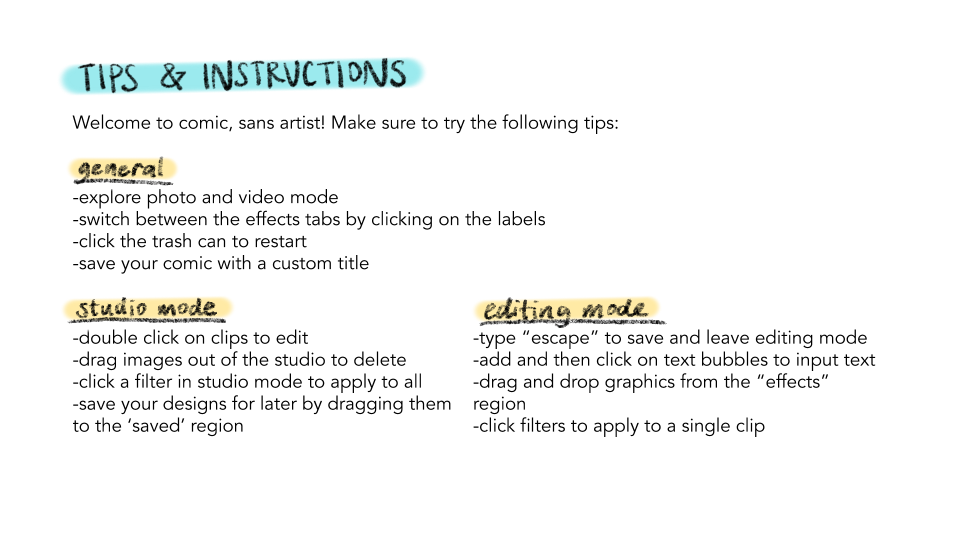 TIPS & INSTRUCTIONS
Welcome to comic, sans artist! Make sure to try the following tips:
general
-explore photo and video mode
-switch between the effects tabs by clicking on the labels
-click the trash can to restart
-save your comic with a custom title
studio mode
-double click on clips to edit
-drag images out of the studio to delete
-click a filter in studio mode to apply to all
-save your designs for later by dragging them
to the ‘saved’ region
editing mode
-type “escape” to save and leave editing mode
-add and then click on text bubbles to input text
-drag and drop graphics from the “effects”
region
-click filters to apply to a single clip